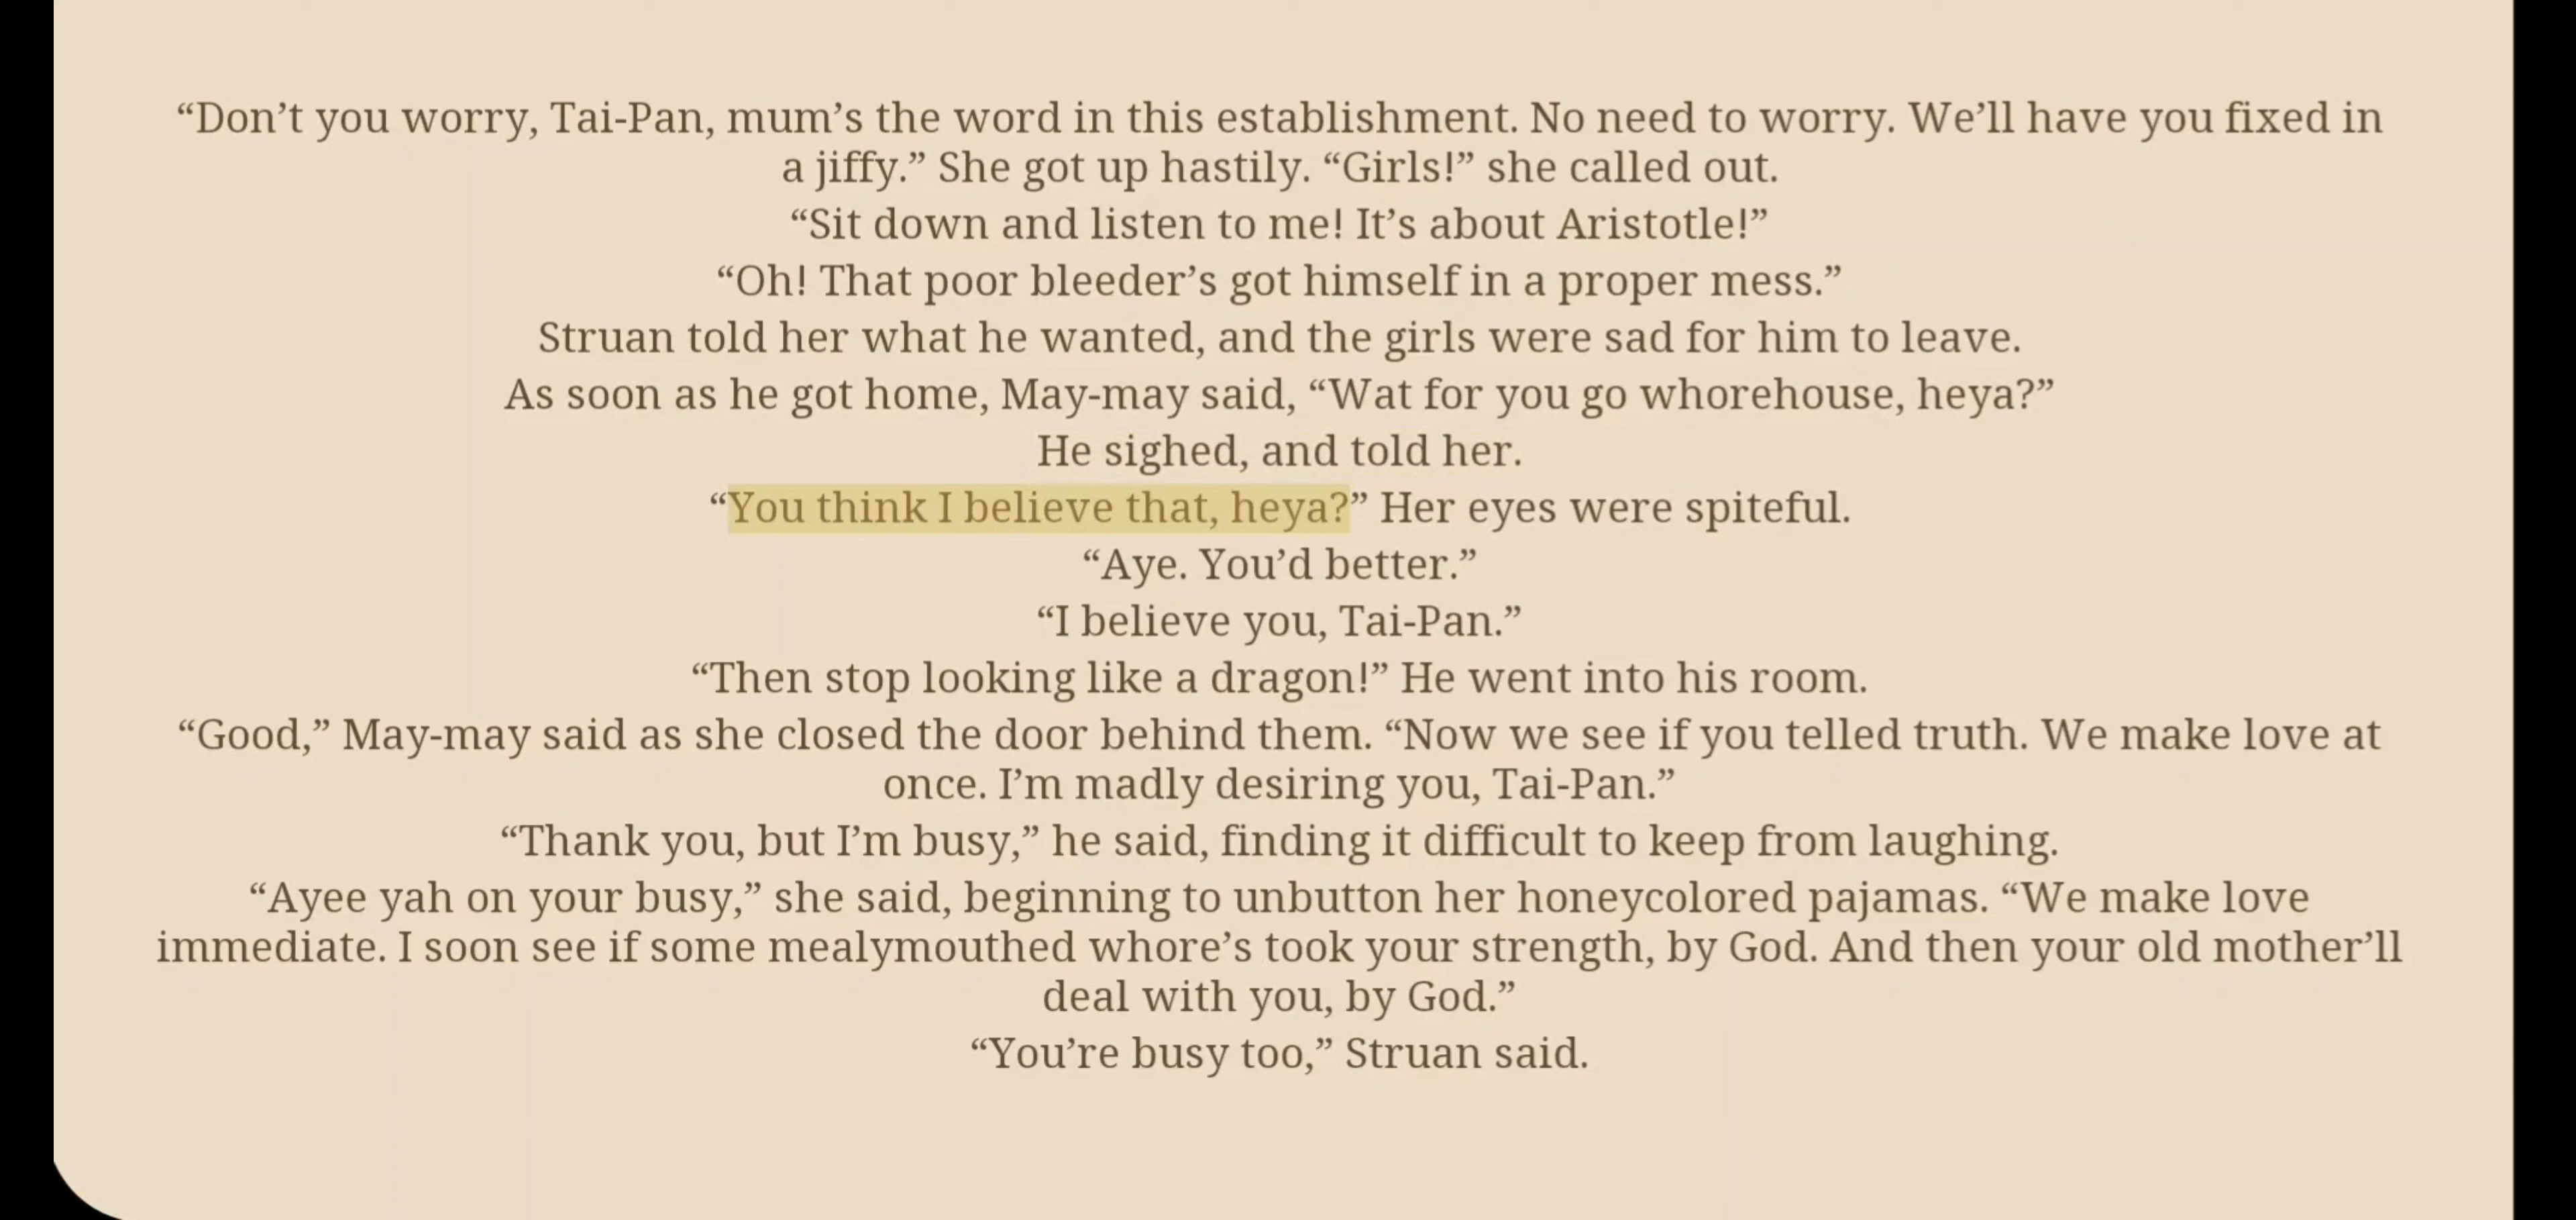 “Don’t you worry, Tai-Pan, mum’s the word in this establishment. No need to worry. We’ll have you fixed in
a jiffy.” She got up hastily. “Girls!” she called out.
“Sit down and listen to me! It’s about Aristotle!”
“Oh! That poor bleeder’s got himself in a proper mess.”
Struan told her what he wanted, and the girls were sad for him to leave.
As soon as he got home, May-may said, “Wat for you go whorehouse, heya?”
He sighed, and told her.
“You think I believe that, heya?” Her eyes were spiteful.
“Aye. You’d better.”
“I believe you, Tai-Pan.”
“Then stop looking like a dragon!” He went into his room.
“Good,” May-may said as she closed the door behind them. “Now we see if you telled truth. We make love at
once. I’m madly desiring you, Tai-Pan.”
“Thank you, but I’m busy,” he said, finding it difficult to keep from laughing.
“Ayee yah on your busy,” she said, beginning to unbutton her honeycolored pajamas. “We make love
immediate. I soon see if some mealymouthed whore’s took your strength, by God. And then your old mother’ll
deal with you, by God.”
“You’re busy too,” Struan said.